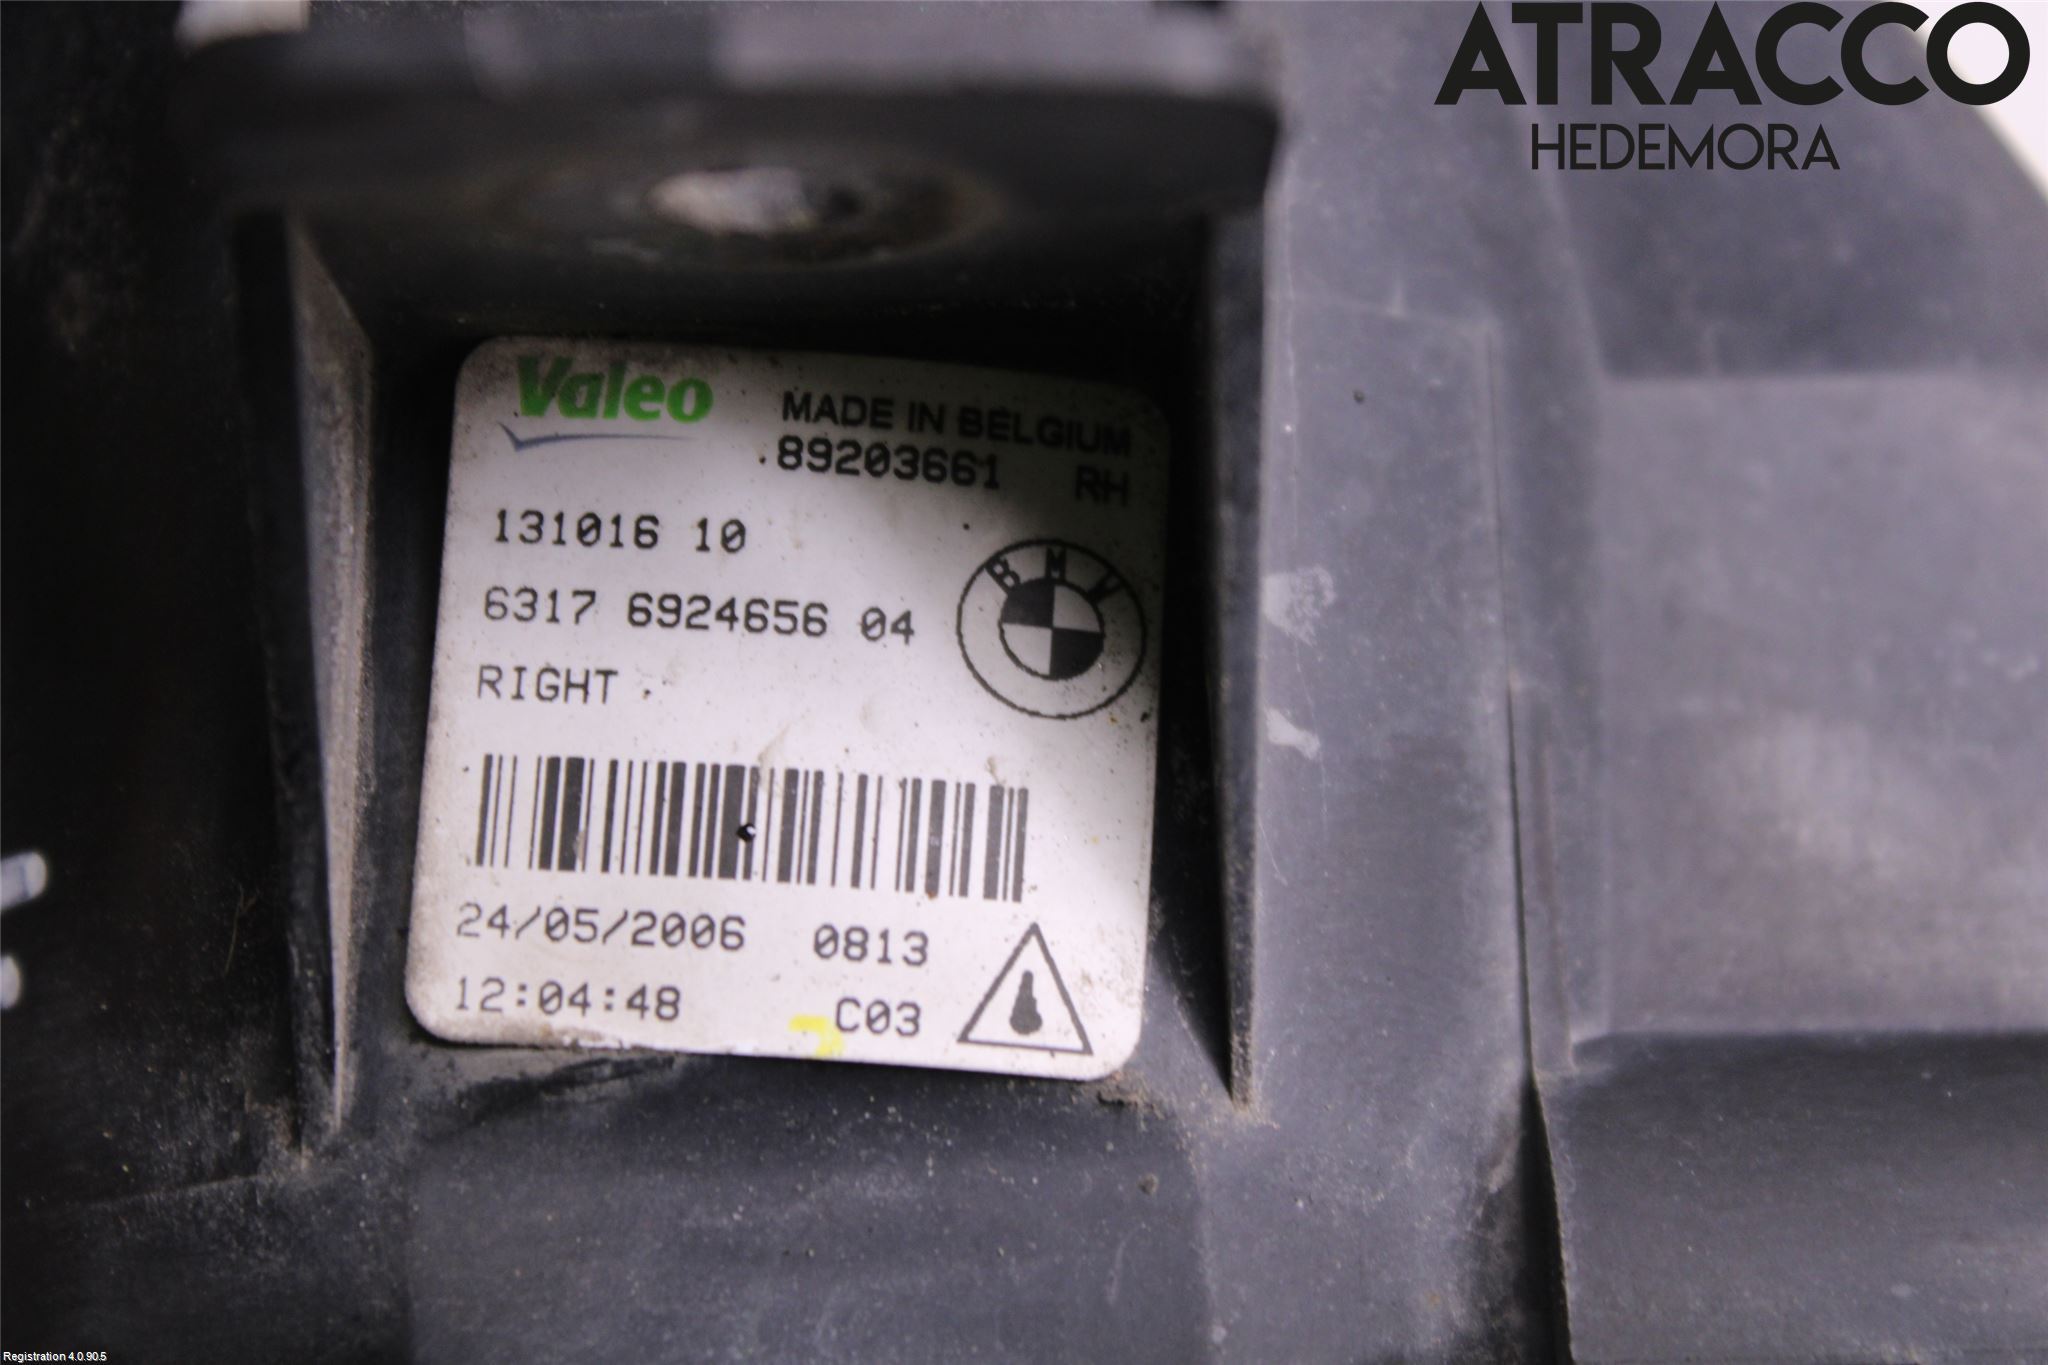 ATRACCO
HEDEMORA
Valeo
MADE IN BELGIUM
89203661 RH
131016 10
6317 6924656 04
BMW
RIGHT
24/05/2006 0813
12:04:48 C03
Registration 4.0.90.5